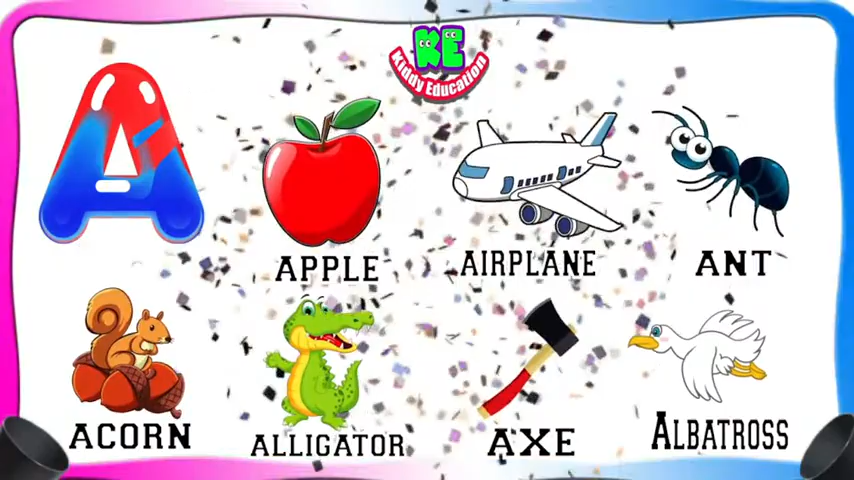 KE
Kiddy Education
A
APPLE
AIRPLANE
ANT
ACORN
ALLIGATOR
AXE
ALBATROSS